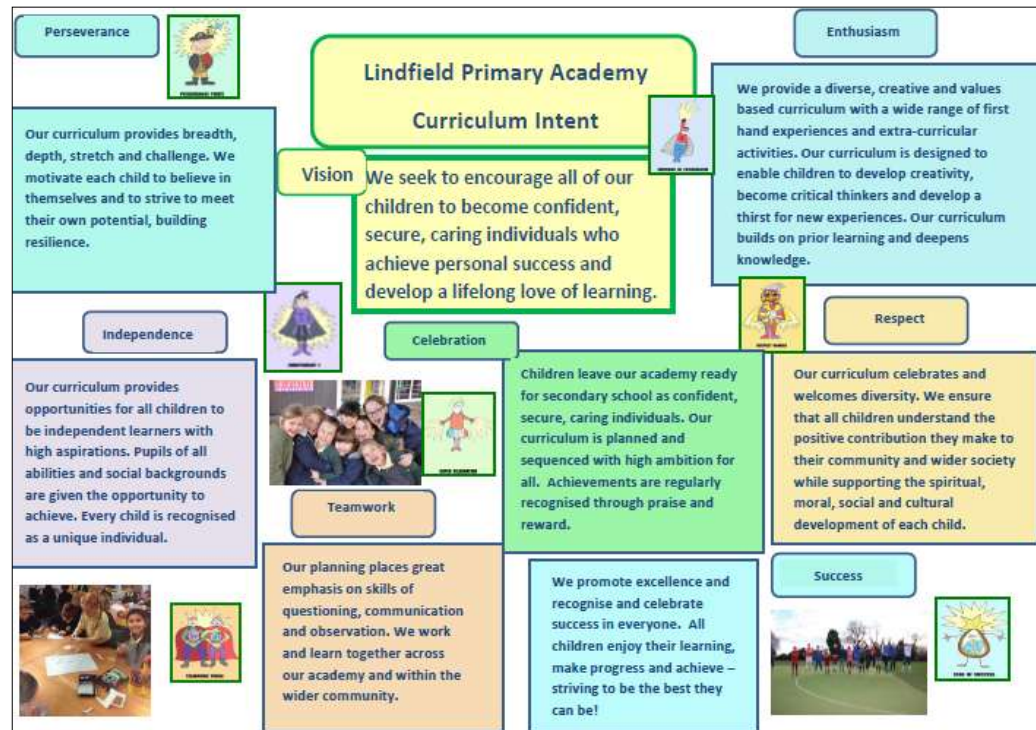 Perseverance
Enthusiasm
Lindfield Primary Academy
Curriculum Intent
Our curriculum provides breadth,
depth, stretch and challenge. We
motivate each child to believe in
themselves and to strive to meet
their own potential, building
resilience.
Vision
We seek to encourage all of our
children to become confident,
secure, caring individuals who
achieve personal success and
develop a lifelong love of learning.
We provide a diverse, creative and values
based curriculum with a wide range of first
hand experiences and extra-curricular
activities. Our curriculum is designed to
enable children to develop creativity,
become critical thinkers and develop a
thirst for new experiences. Our curriculum
builds on prior learning and deepens
knowledge.
Independence
Our curriculum provides
opportunities for all children to
be independent learners with
high aspirations. Pupils of all
abilities and social backgrounds
are given the opportunity to
achieve. Every child is recognised
as a unique individual.
Celebration
Children leave our academy ready
for secondary school as confident,
secure, caring individuals. Our
curriculum is planned and
sequenced with high ambition for
all. Achievements are regularly
recognised through praise and
reward.
Respect
Our curriculum celebrates and
welcomes diversity. We ensure
that all children understand the
positive contribution they make to
their community and wider society
while supporting the spiritual,
moral, social and cultural
development of each child.
Teamwork
Our planning places great
emphasis on skills of
questioning, communication
and observation. We work
and learn together across
our academy and within the
wider community.
Success
We promote excellence and
recognise and celebrate
success in everyone. All
children enjoy their learning,
make progress and achieve –
striving to be the best they
can be!